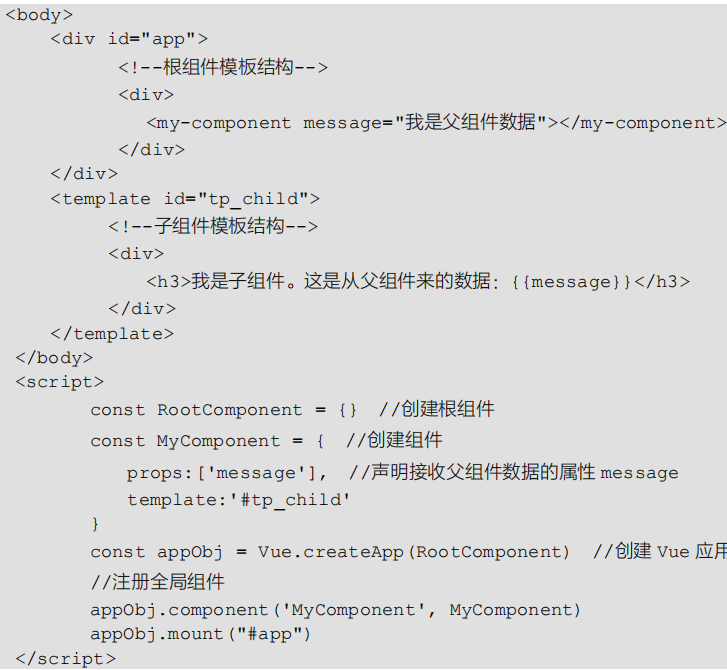 <body>
<div id="app">
<!--根组件模板结构-->
<div>
<my-component message="我是父组件数据"></my-component>
</div>
</div>
<template id="tp_child">
<!--子组件模板结构-->
<div>
<h3>我是子组件。这是从父组件来的数据：{{message}}</h3>
</div>
</template>
</body>
<script>
const RootComponent = {} //创建根组件
const MyComponent = { //创建组件
props:['message'], //声明接收父组件数据的属性 message
template:'#tp_child'
}
const appObj = Vue.createApp(RootComponent) //创建 Vue 应用
//注册全局组件
appObj.component('MyComponent', MyComponent)
appObj.mount("#app")
</script>